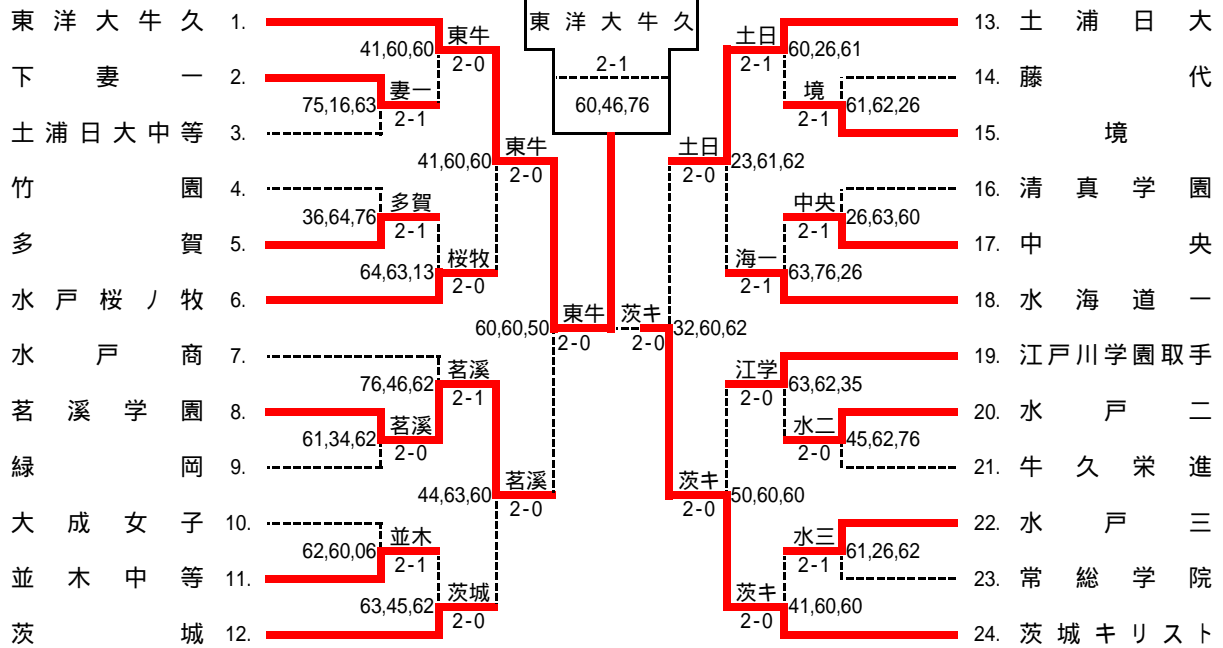 東洋大牛久 1.
下妻一 2.
土浦日大中等 3.
竹園 4.
多賀 5.
水戸桜ノ牧 6.
水戸商 7.
茗溪学園 8.
緑岡 9.
大成女子 10.
並木中等 11.
茨城 12.
41,60,60
東牛
2-0
75,16,63
妻一
2-1
41,60,60
東牛
2-0
36,64,76
多賀
2-1
64,63,13
桜牧
2-0
60,60,50
東牛
2-0
76,46,62
茗溪
2-1
61,34,62
茗溪
2-0
44,63,60
茗溪
2-0
62,60,06
並木
2-1
63,45,62
茨城
2-0
東洋大牛久
2-1
60,46,76
土日
2-1
60,26,61
境
2-1
61,62,26
土日
2-0
23,61,62
中央
2-1
26,63,60
海一
2-1
63,76,26
茨キ
2-0
32,60,62
江学
2-0
63,62,35
水二
2-0
45,62,76
茨キ
2-0
50,60,60
水三
2-1
61,26,62
茨キ
2-0
41,60,60
13. 土浦日大
14. 藤代
15. 境
16. 清真学園
17. 中央
18. 水海道一
19. 江戸川学園取手
20. 水戸二
21. 牛久栄進
22. 水戸三
23. 常総学院
24. 茨城キリスト